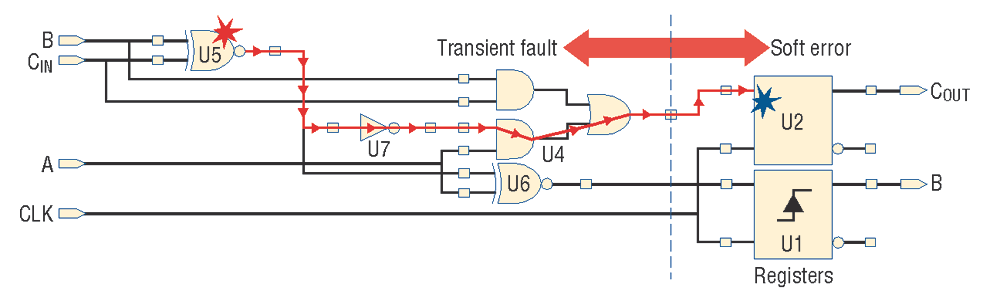 Transient fault
Soft error
B
CIN
U5
U7
U4
A
U6
CLK
U2
COUT
U1
B
Registers